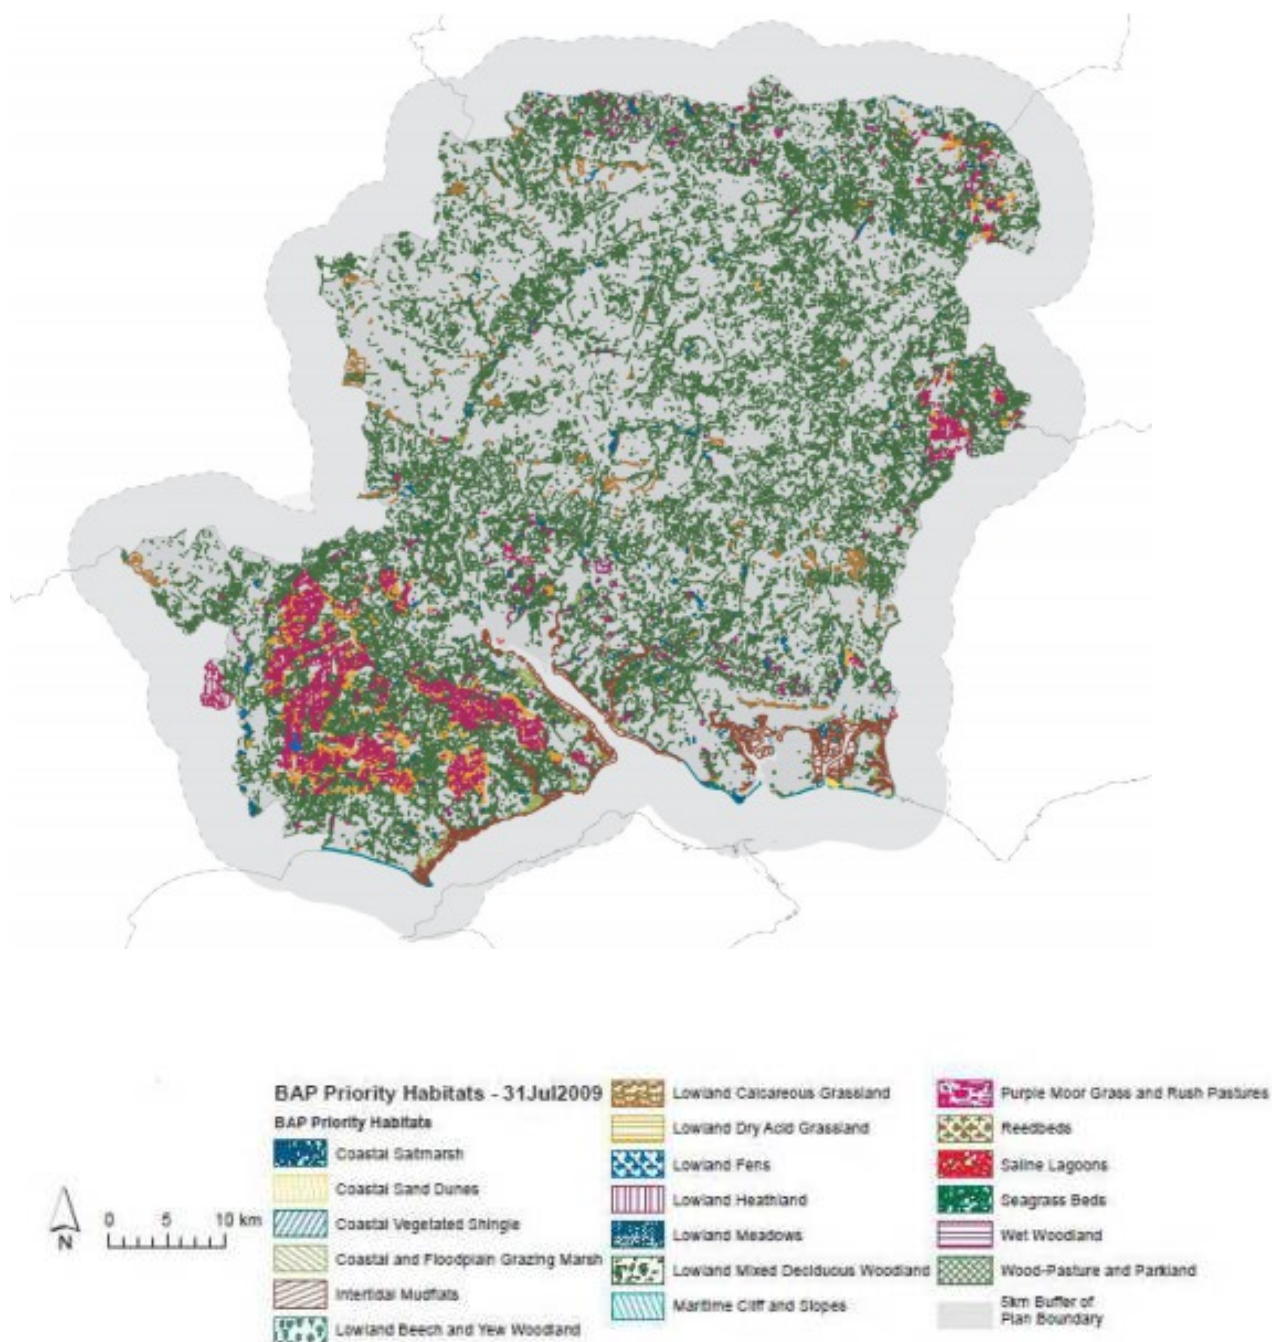 BAP Priority Habitats - 31Jul2009
BAP Priority Habitats
Coastal Saltmarsh
Coastal Sand Dunes
Coastal Vegetated Shingle
Coastal and Floodplain Grazing Marsh
Intertidal Mudflats
Lowland Beech and Yew Woodland
Lowland Calcareous Grassland
Lowland Dry Acid Grassland
Lowland Fens
Lowland Heathland
Lowland Meadows
Lowland Mixed Deciduous Woodland
Maritime Cliff and Slopes
Purple Moor Grass and Rush Pastures
Reedbeds
Saline Lagoons
Seagrass Beds
Wet Woodland
Wood-Pasture and Parkland
5km Buffer of
Plan Boundary
N
0 5 10 km